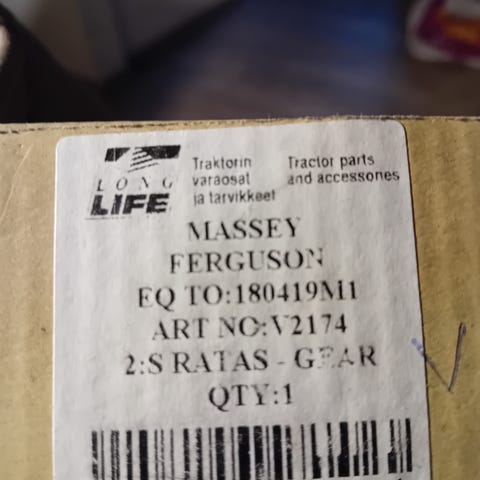 LONG
LIFE
Traktorin
varaosat
ja tarvikkeet
Tractor parts
and accessories
MASSEY
FERGUSON
EQ TO:180419M1
ART NO:V2174
2:S RATAS - GEAR
QTY:1